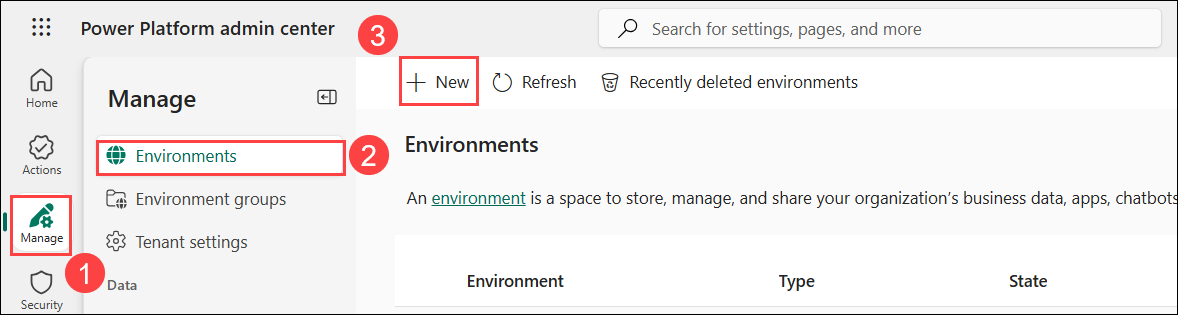 Power Platform admin center
3
Search for settings, pages, and more
New
Refresh
Recently deleted environments
Home
Actions
Manage
1
Security
Manage
Environments
2
Environment groups
Tenant settings
Data
Environments
An environment is a space to store, manage, and share your organization's business data, apps, chatbots
Environment
Type
State